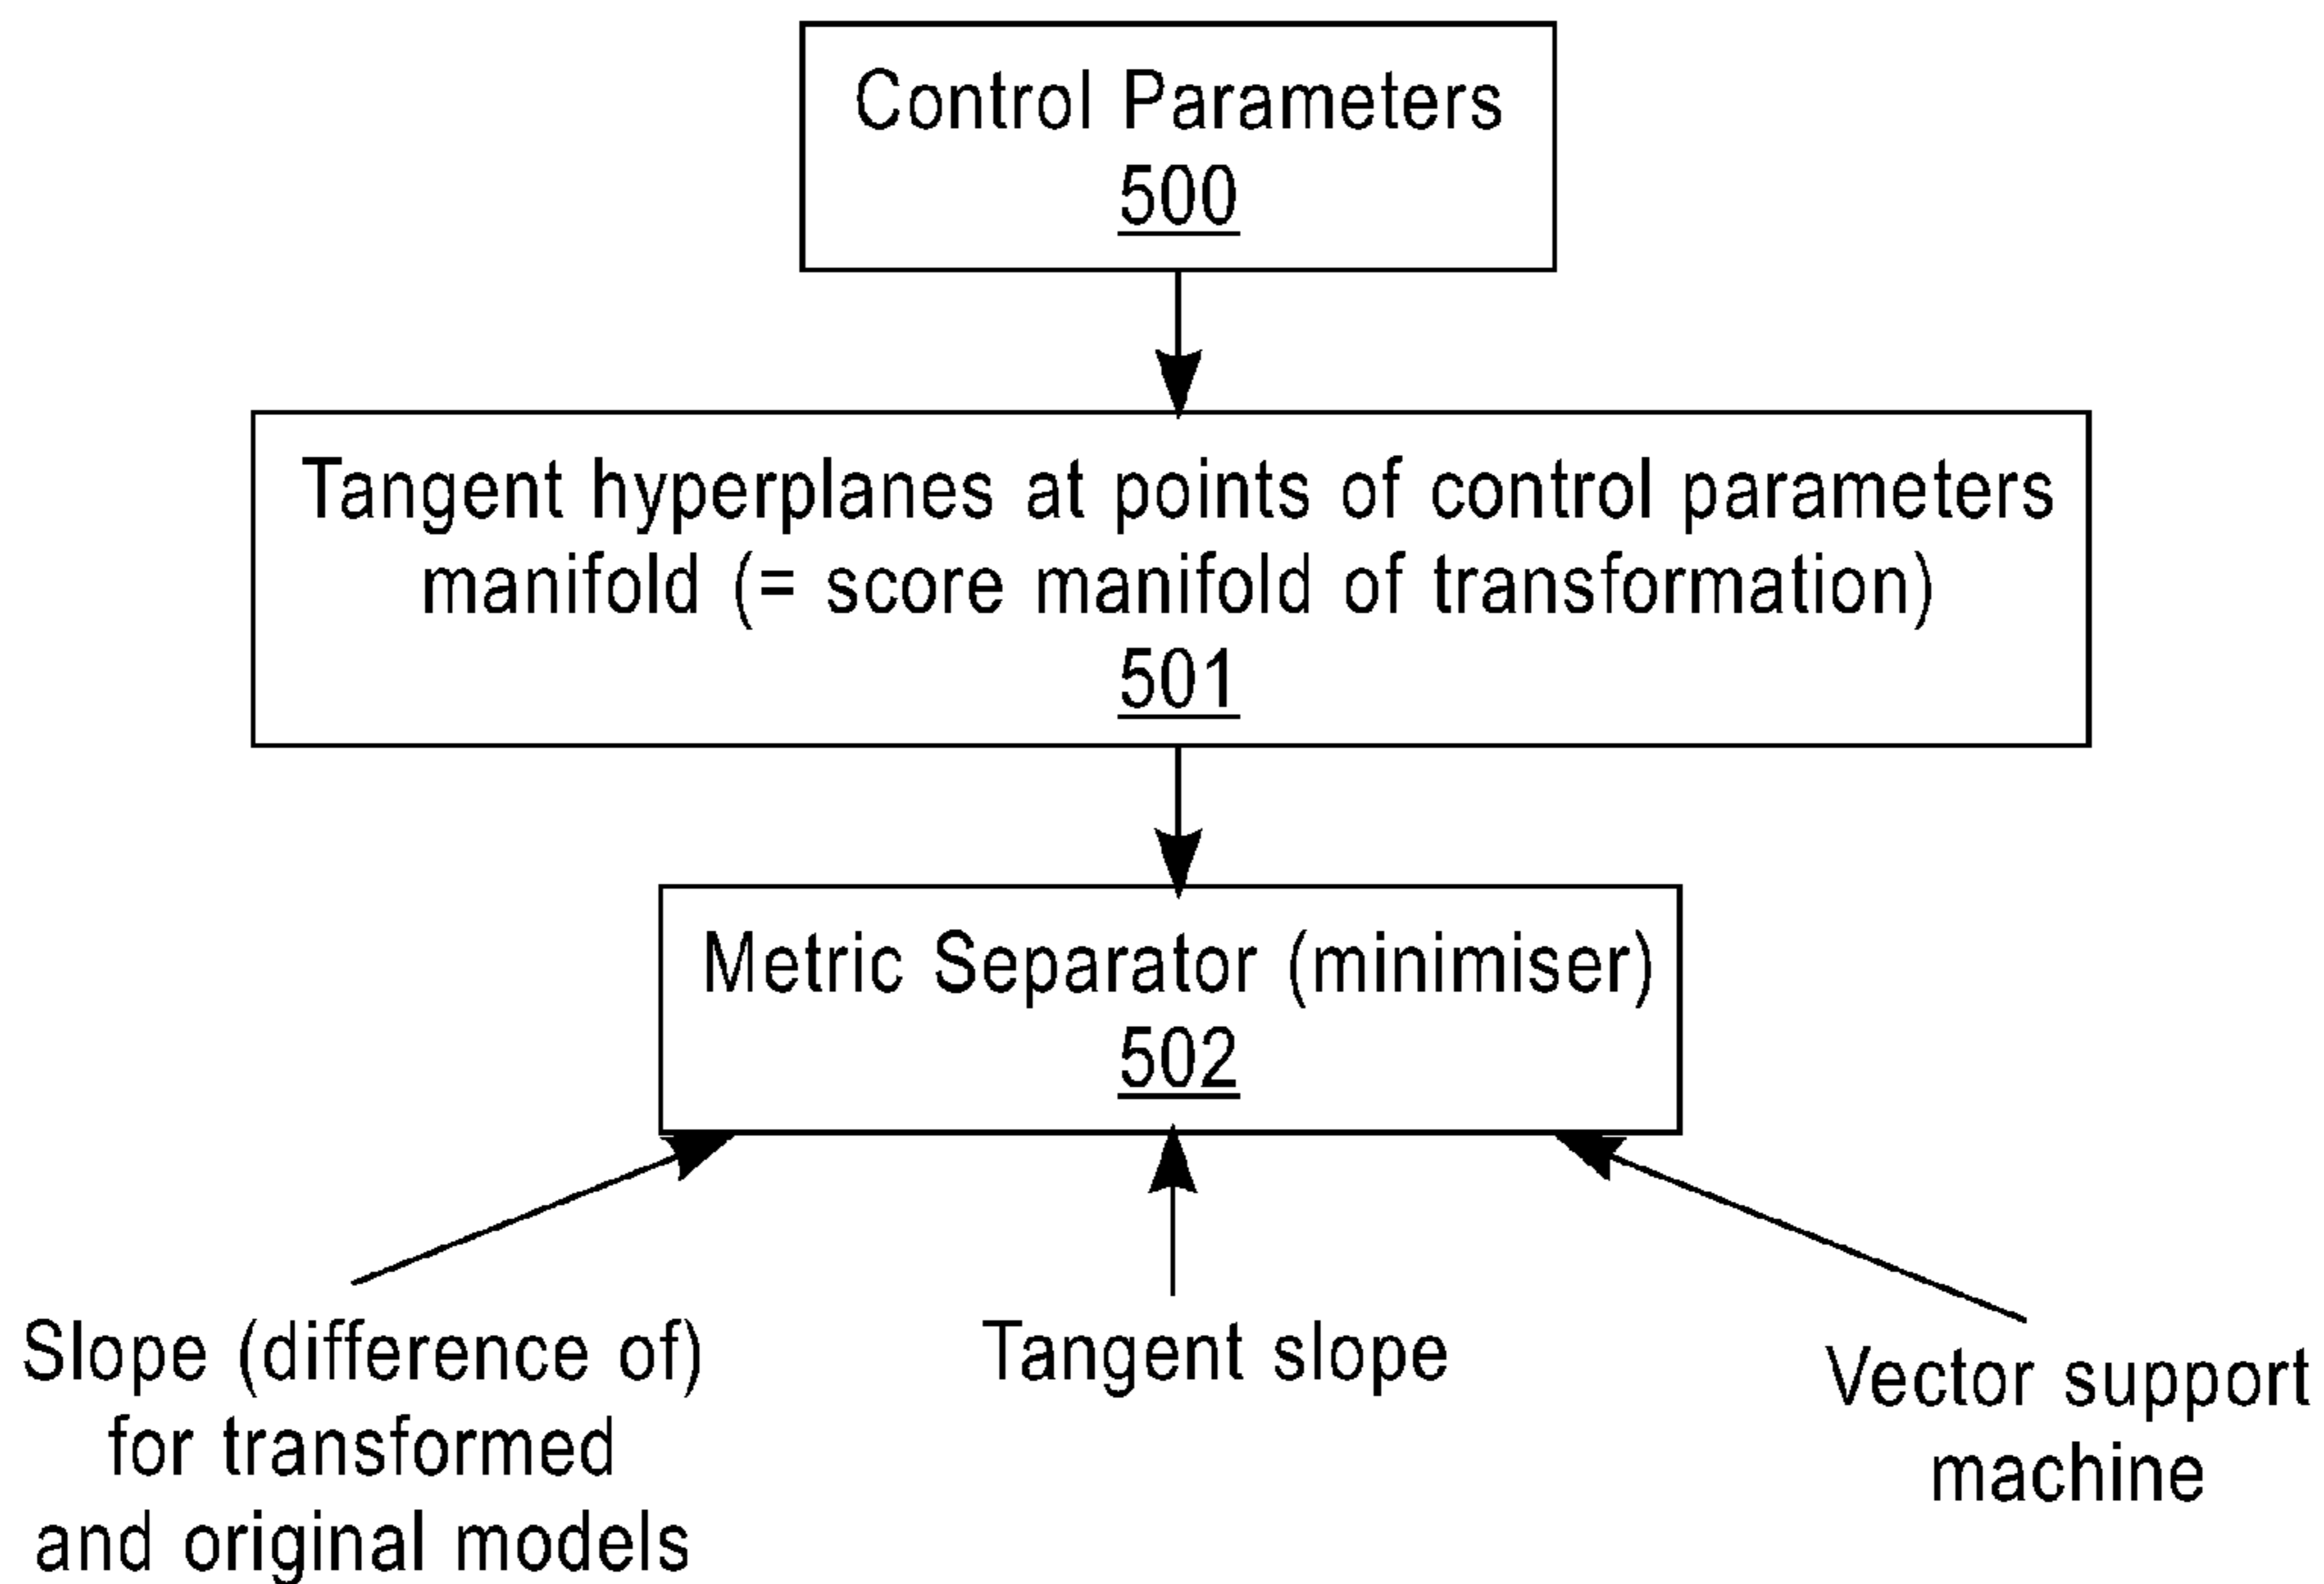 Control Parameters
500
Tangent hyperplanes at points of control parameters
manifold (= score manifold of transformation)
501
Metric Separator (minimiser)
502
Slope (difference of)
for transformed
and original models
Tangent slope
Vector support
machine